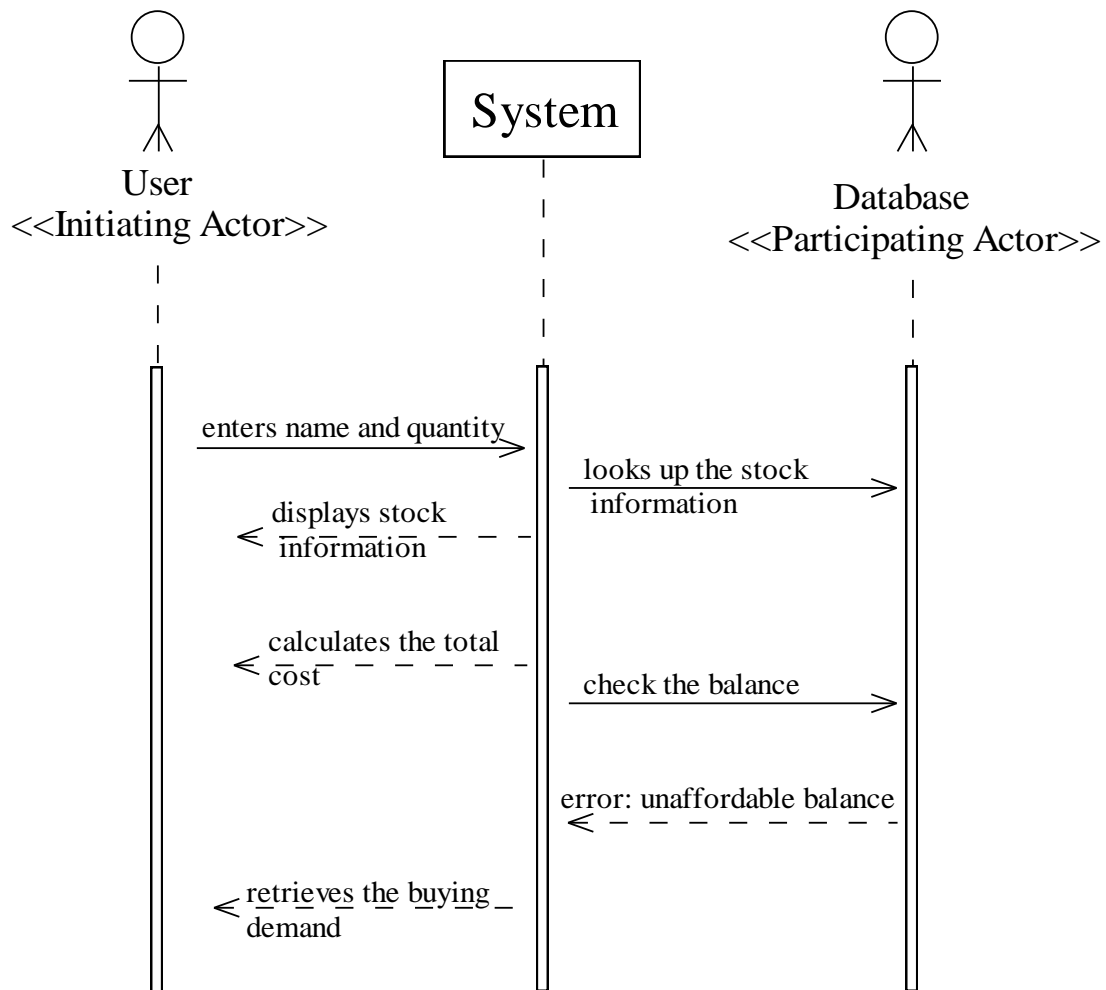 System
User
<<Initiating Actor>>
Database
<<Participating Actor>>
enters name and quantity
looks up the stock
information
displays stock
information
calculates the total
cost
check the balance
error: unaffordable balance
retrieves the buying
demand